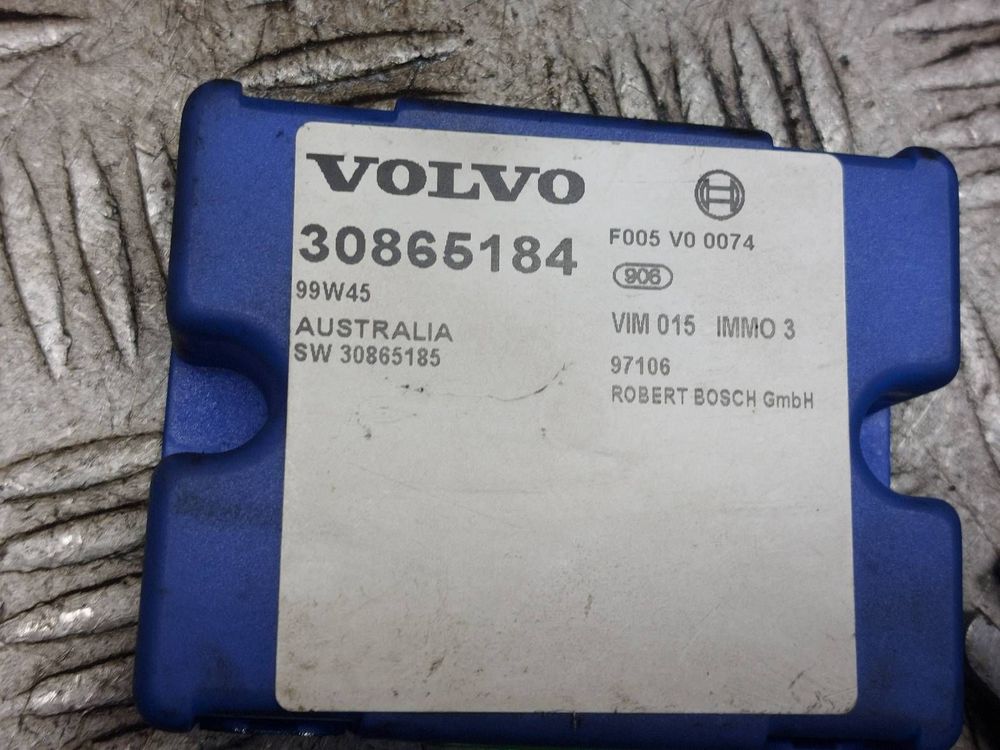 VOLVO
30865184
99W45
AUSTRALIA
SW 30865185
F005 V0 0074
906
VIM 015 IMMO 3
97106
ROBERT BOSCH GmbH